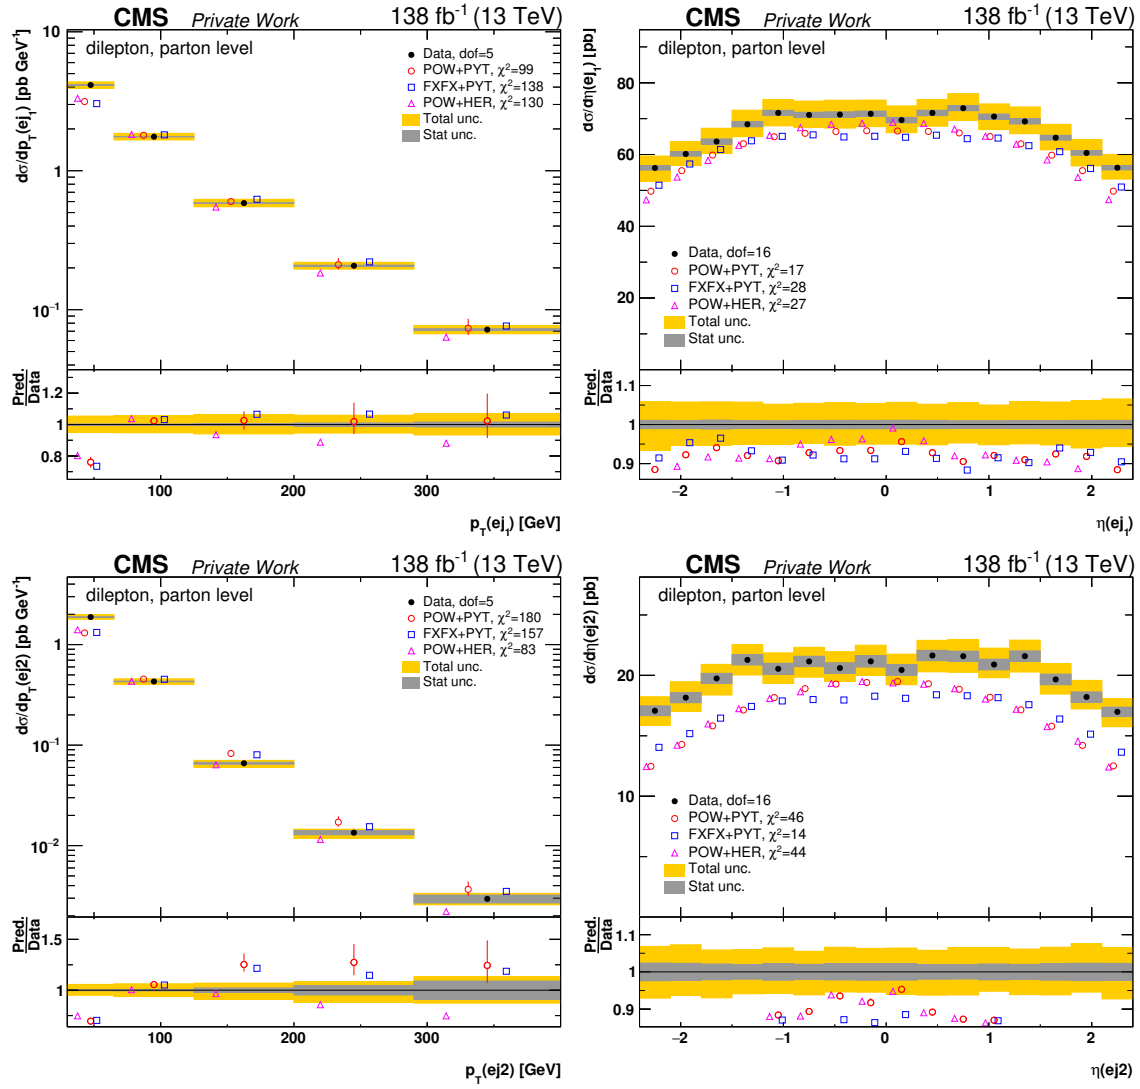 CMS Private Work 138 fb⁻¹ (13 TeV)
dσ/dp_T(ej_1) [pb GeV⁻¹]
dilepton, parton level
Data, dof=5
POW+PYT, χ²=99
FXFX+PYT, χ²=138
POW+HER, χ²=130
Total unc.
Stat unc.
10
1
10⁻¹
Pred.
Data
1.2
1
0.8
100 200 300
p_T(ej_1) [GeV]
CMS Private Work 138 fb⁻¹ (13 TeV)
dσ/dη(ej_1) [pb]
dilepton, parton level
80
60
40
20
Data, dof=16
POW+PYT, χ²=17
FXFX+PYT, χ²=28
POW+HER, χ²=27
Total unc.
Stat unc.
Pred.
Data
1.1
1
0.9
−2 −1 0 1 2
η(ej_1)
CMS Private Work 138 fb⁻¹ (13 TeV)
dσ/dp_T(ej2) [pb GeV⁻¹]
dilepton, parton level
Data, dof=5
POW+PYT, χ²=180
FXFX+PYT, χ²=157
POW+HER, χ²=83
Total unc.
Stat unc.
1
10⁻¹
10⁻²
Pred.
Data
1.5
1
100 200 300
p_T(ej2) [GeV]
CMS Private Work 138 fb⁻¹ (13 TeV)
dσ/dη(ej2) [pb]
dilepton, parton level
20
10
Data, dof=16
POW+PYT, χ²=46
FXFX+PYT, χ²=14
POW+HER, χ²=44
Total unc.
Stat unc.
Pred.
Data
1.1
1
0.9
−2 −1 0 1 2
η(ej2)